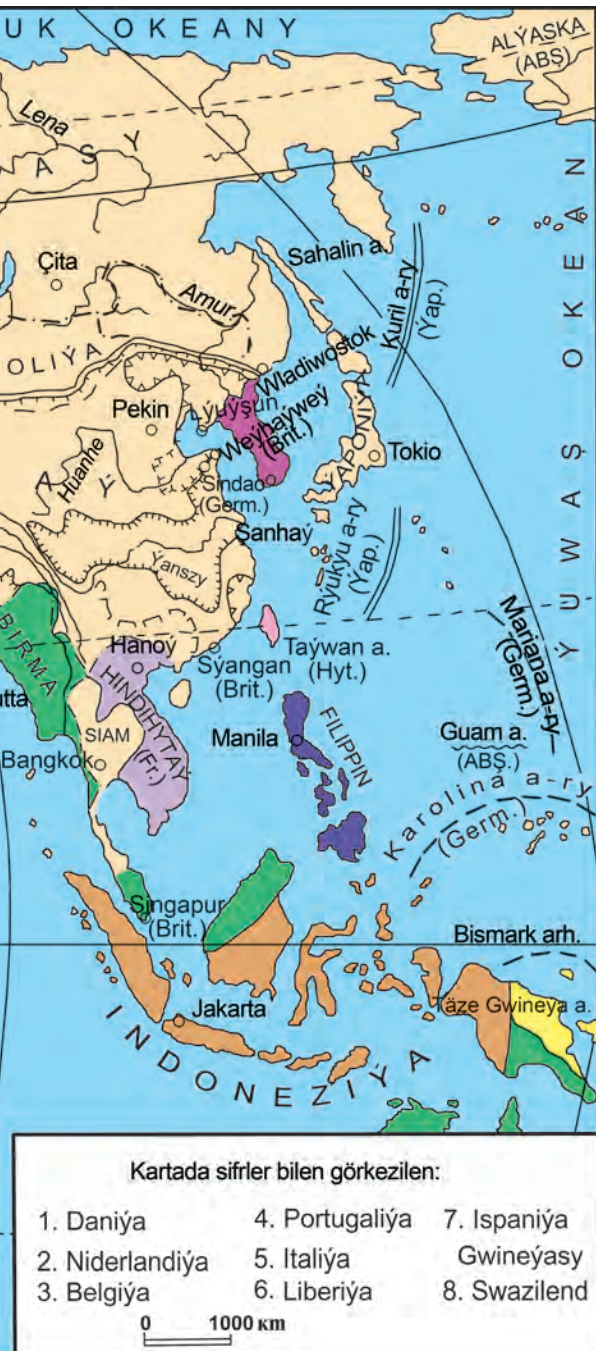 UK OKEANY
ALÝASKA
(ABŞ)
Lena
A S Y
Çita
Sahalin a.
Amur.
Kuril a-ry
(Ýap.)
OLIÝA
Wladiwostok
Pekin
Lýuýşun
Weýhaýweý
(Brit.)
ÝAPONIÝA
Tokio
Huanhe
A Ý
Sindao
(Germ.)
Şanhaý
Rýukyu a-ry
(Ýap.)
Ýanszy
ÝUWAŞ OKEAN
BIRMA
Hanoý
Sýangan
(Brit.)
Taýwan a.
(Hyt.)
Mariana a-ry
(Germ.)
HINDIHYTAÝ
(Fr.)
utta
SIAM
Manila
FILIPPIN
Guam a.
(ABŞ.)
Bangkok
Karolina a-ry
(Germ.)
Singapur
(Brit.)
Bismark arh.
Jakarta
Täze Gwineya a.
INDONEZIÝA
Kartada sifrler bilen görkezilen:
1. Daniýa
2. Niderlandiýa
3. Belgiýa
4. Portugaliýa
5. Italiýa
6. Liberiýa
7. Ispaniýa
Gwineýasy
8. Swazilend
0 1000 км